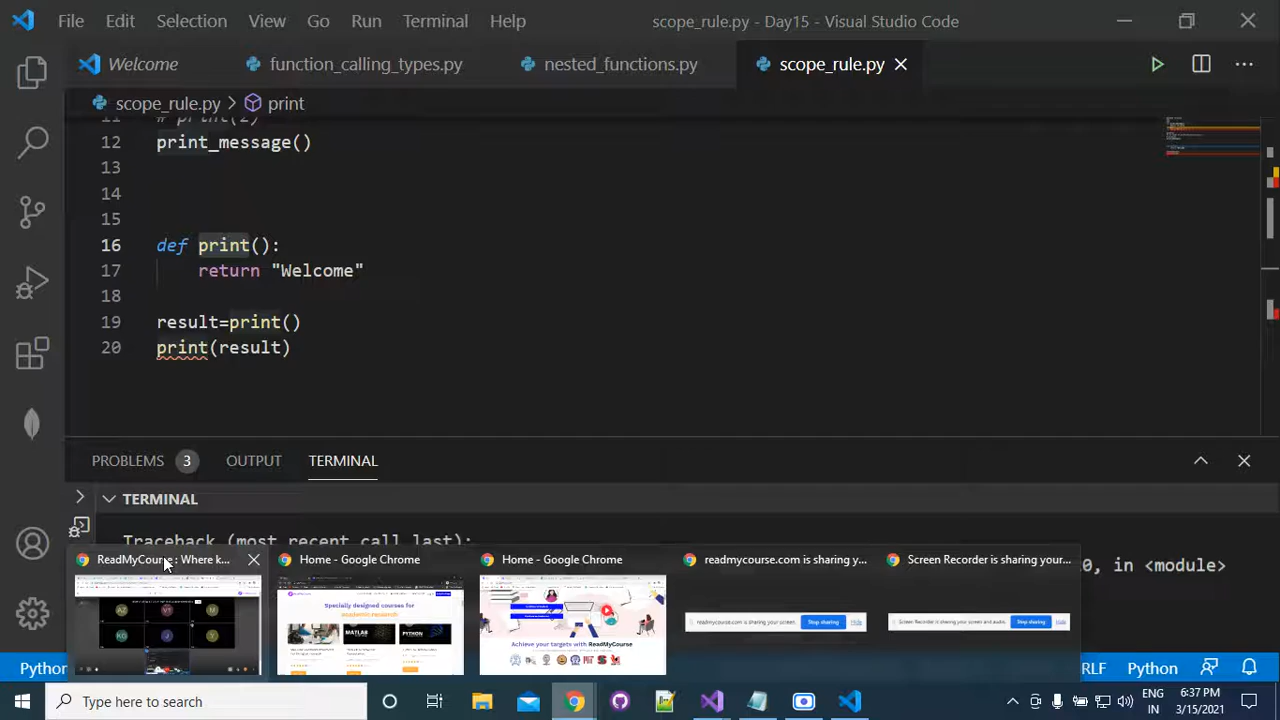 File Edit Selection View Go Run Terminal Help scope_rule.py - Day15 - Visual Studio Code
Welcome function_calling_types.py nested_functions.py scope_rule.py
scope_rule.py > print
11 # print(2)
12 print_message()
13
14
15
16 def print():
17 return "Welcome"
18
19 result=print()
20 print(result)
PROBLEMS 3 OUTPUT TERMINAL
TERMINAL
Traceback (most recent call last):
0, in <module>
ReadMyCourse : Where k... Home - Google Chrome Home - Google Chrome readmycourse.com is sharing y... Screen Recorder is sharing yo...
Specially designed courses for
academic research
MATLAB PYTHON
Achieve your targets with ReadMyCourse
readmycourse.com is sharing your screen. Stop sharing Hide
Screen Recorder is sharing your screen and audio. Stop sharing Hide
Python RLF Python
Type here to search
ENG
IN
6:37 PM
3/15/2021